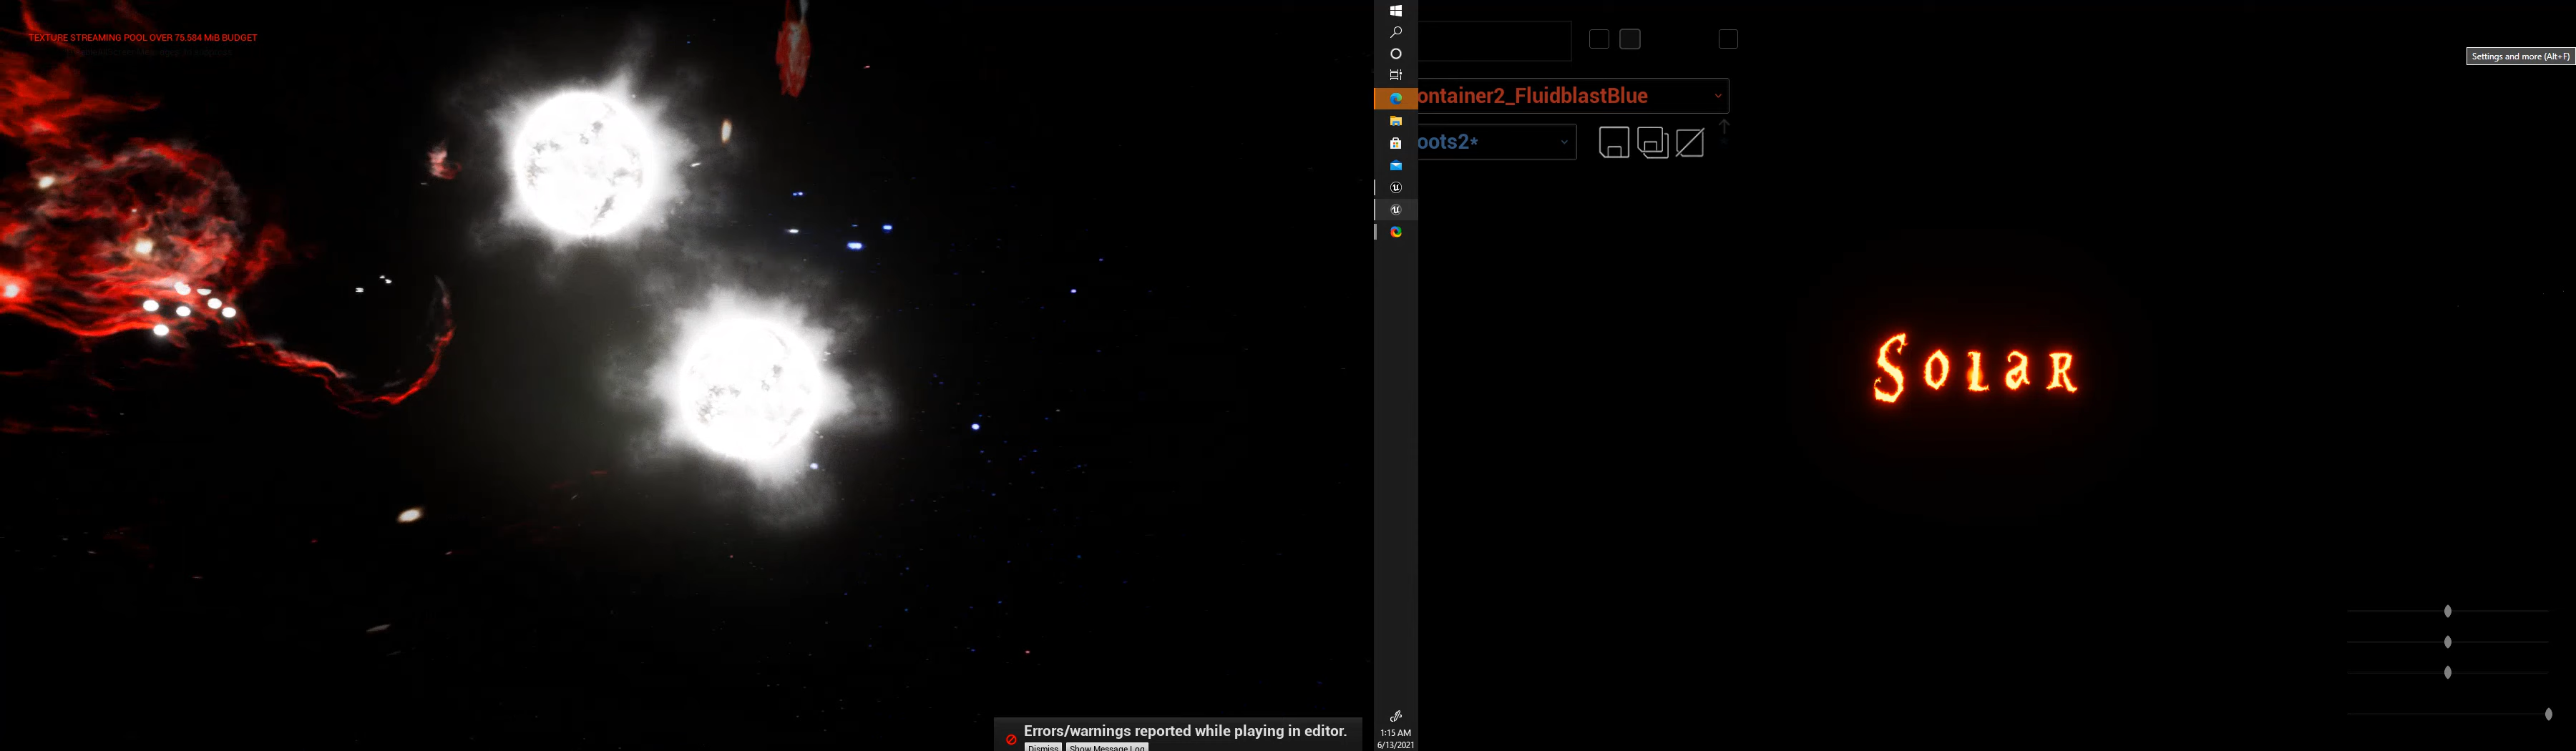 TEXTURE STREAMING POOL OVER 75.584 MiB BUDGET
Settings and more (Alt+F)
ontainer2_FluidblastBlue
oots2*
Solar
Errors/warnings reported while playing in editor.
Dismiss Show Message Log
1:15 AM
6/13/2021